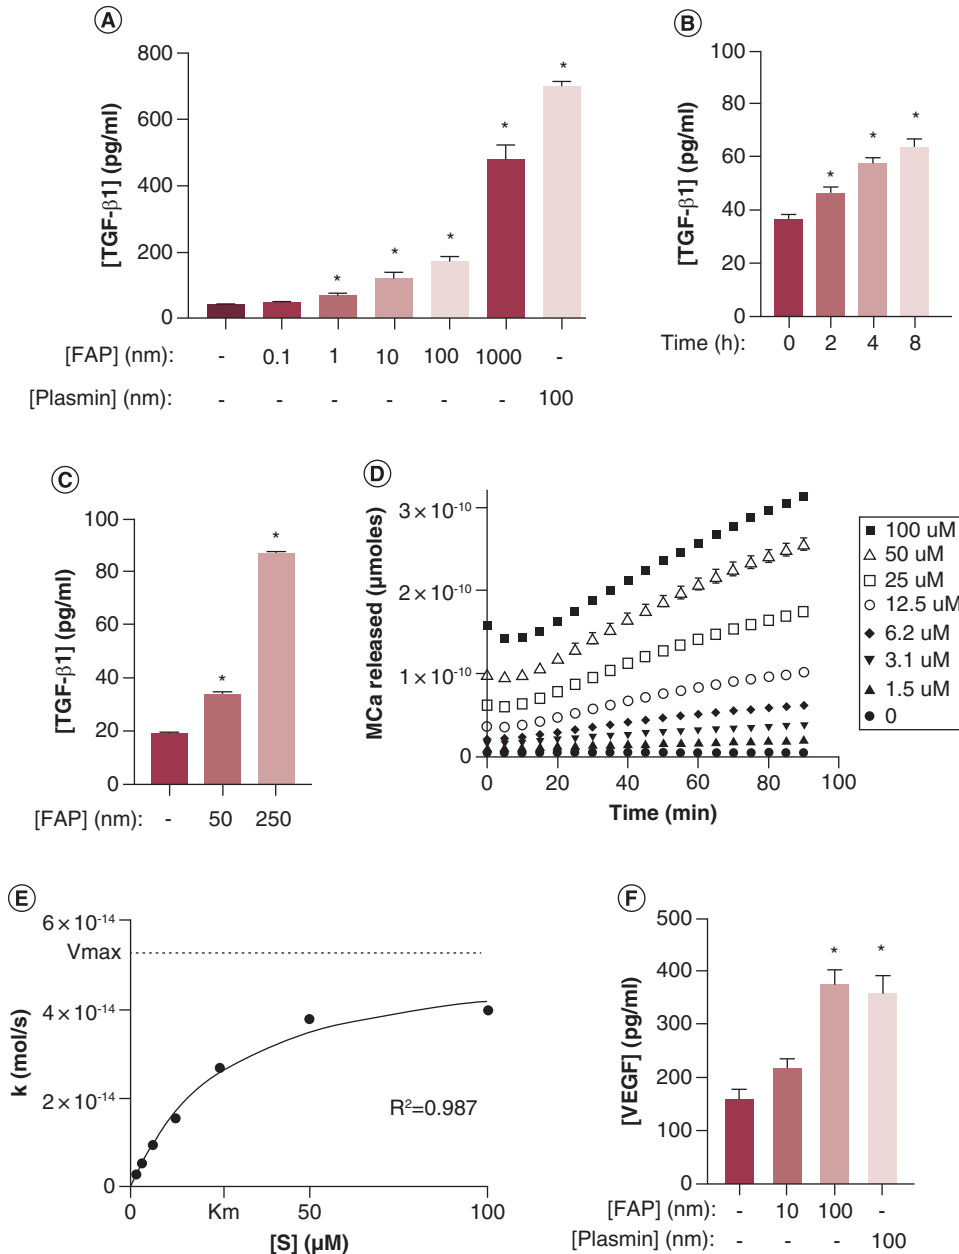 A
[TGF-β1] (pg/ml)
800
600
400
200
0
* * * * *
[FAP] (nm): - 0.1 1 10 100 1000 -
[Plasmin] (nm): - - - - - - 100
B
[TGF-β1] (pg/ml)
100
80
60
40
20
0
* * *
Time (h): 0 2 4 8
C
[TGF-β1] (pg/ml)
100
80
60
40
20
0
* *
[FAP] (nm): - 50 250
D
MCa released (μmoles)
3×10-10
2×10-10
1×10-10
0
0 20 40 60 80 100
Time (min)
100 uM
50 uM
25 uM
12.5 uM
6.2 uM
3.1 uM
1.5 uM
0
E
k (mol/s)
6×10-14
Vmax
4×10-14
2×10-14
0
R2=0.987
0 Km 50 100
[S] (μM)
F
[VEGF] (pg/ml)
500
400
300
200
100
0
* *
[FAP] (nm): - 10 100 -
[Plasmin] (nm): - - - 100